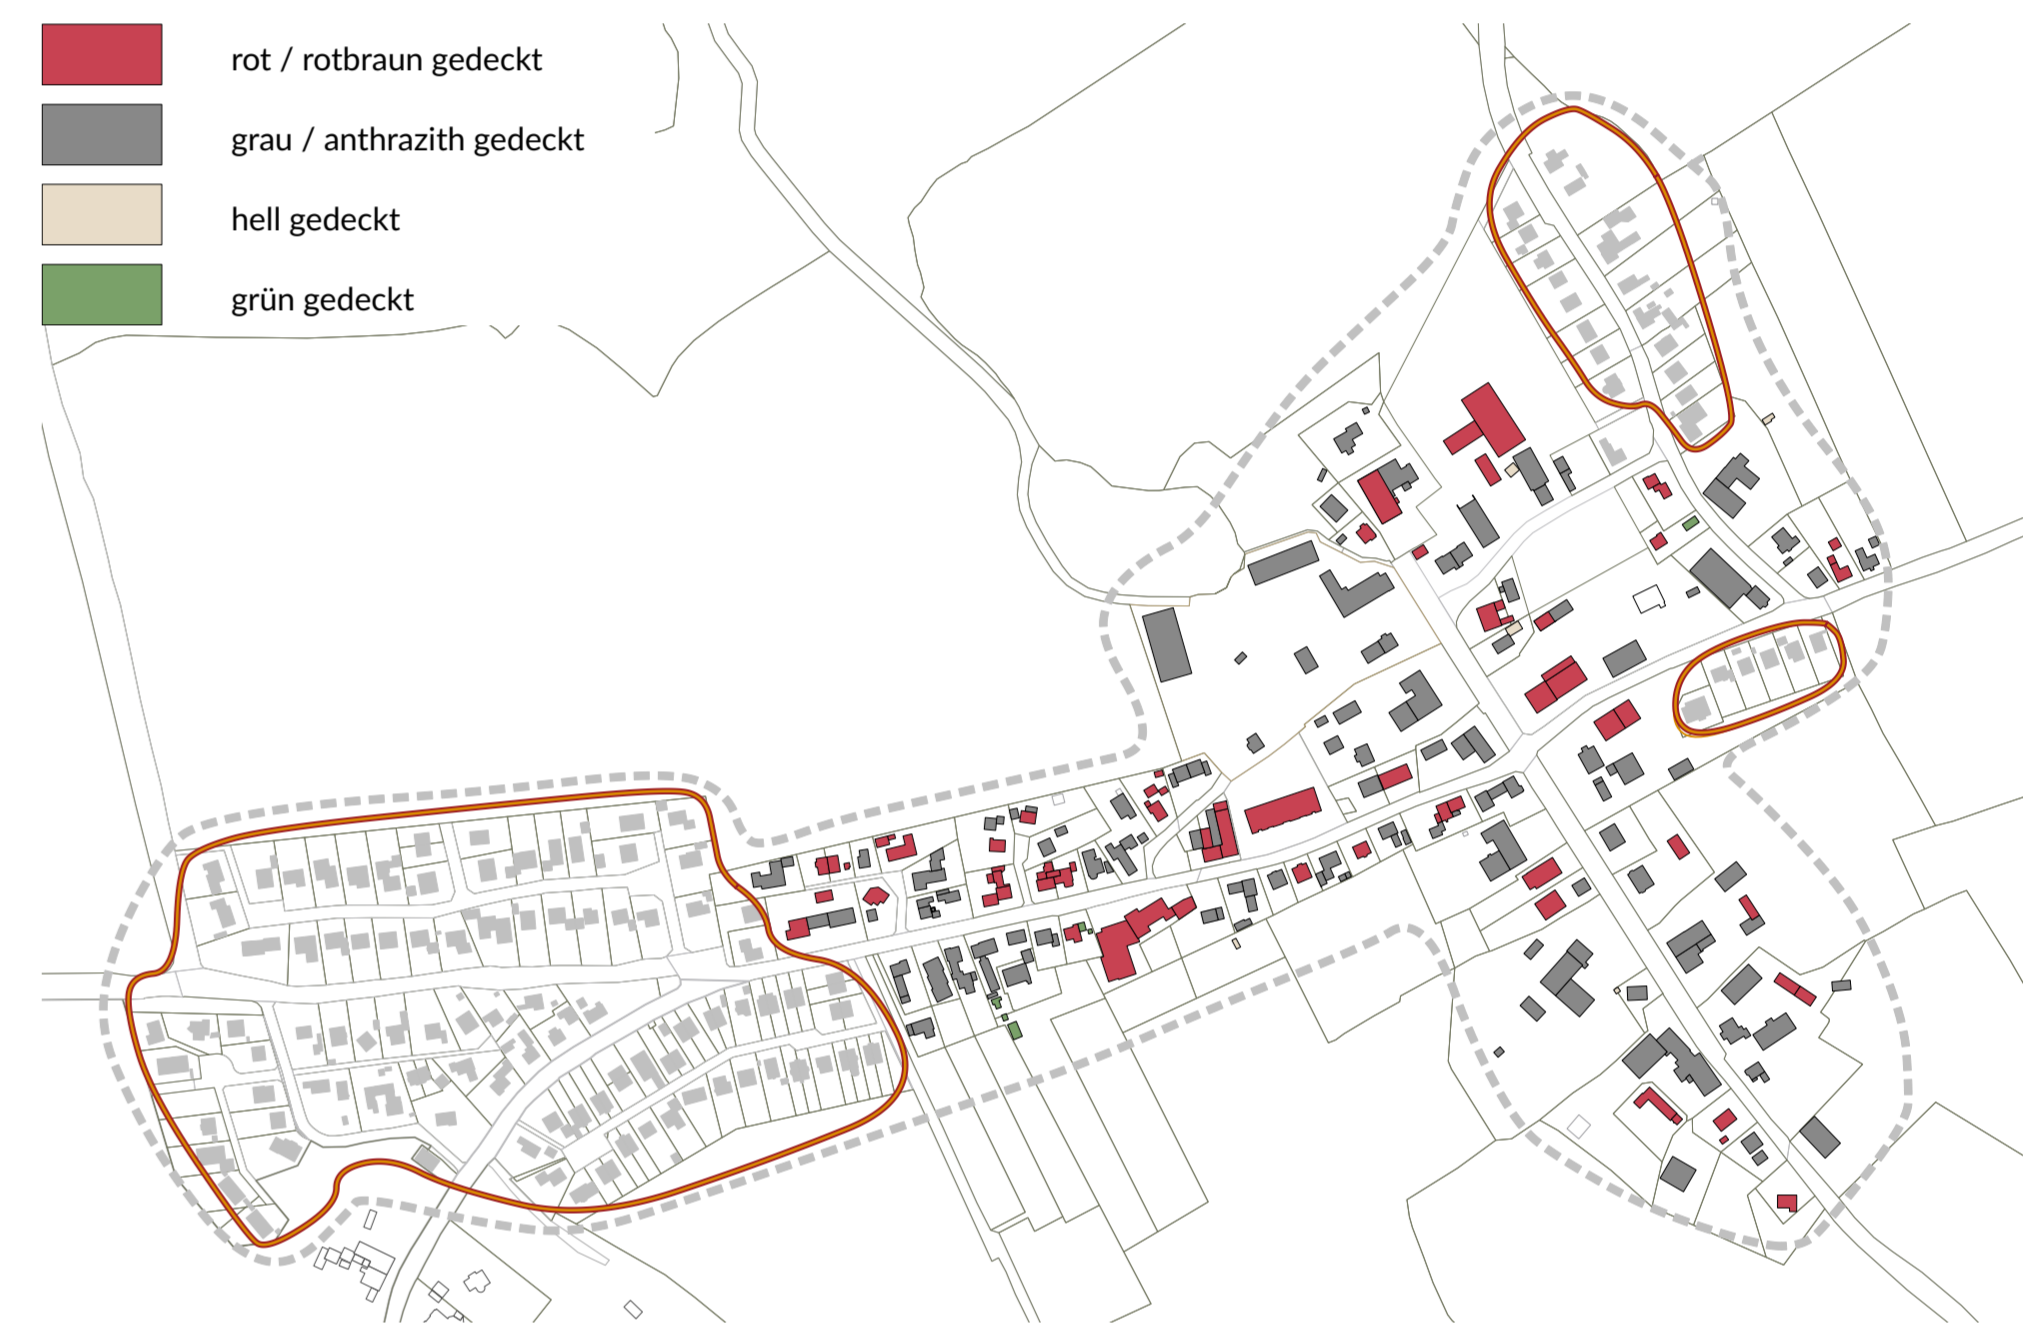 rot / rotbraun gedeckt
grau / anthrazith gedeckt
hell gedeckt
grün gedeckt